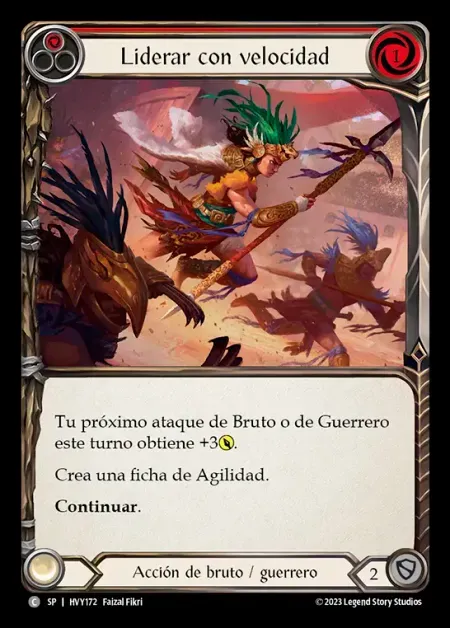 Liderar con velocidad
1
Tu próximo ataque de Bruto o de Guerrero
este turno obtiene +3.
Crea una ficha de Agilidad.
Continuar.
Acción de bruto / guerrero
2
C SP | HVY172 Faizal Fikri
© 2023 Legend Story Studios